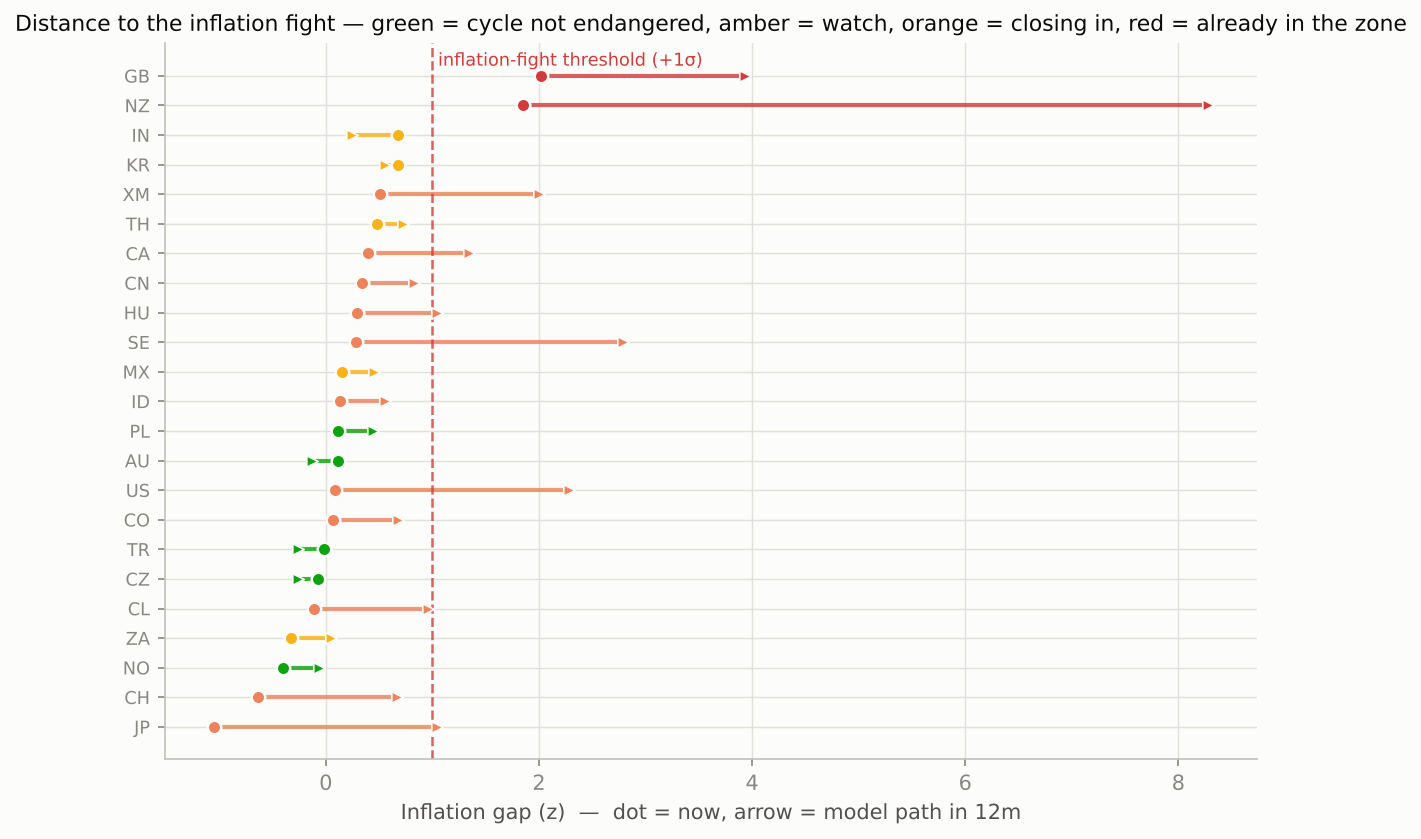 Distance to the inflation fight — green = cycle not endangered, amber = watch, orange = closing in, red = already in the zone
inflation-fight threshold (+1σ)
GB
NZ
IN
KR
XM
TH
CA
CN
HU
SE
MX
ID
PL
AU
US
CO
TR
CZ
CL
ZA
NO
CH
JP
0 2 4 6 8
Inflation gap (z) — dot = now, arrow = model path in 12m